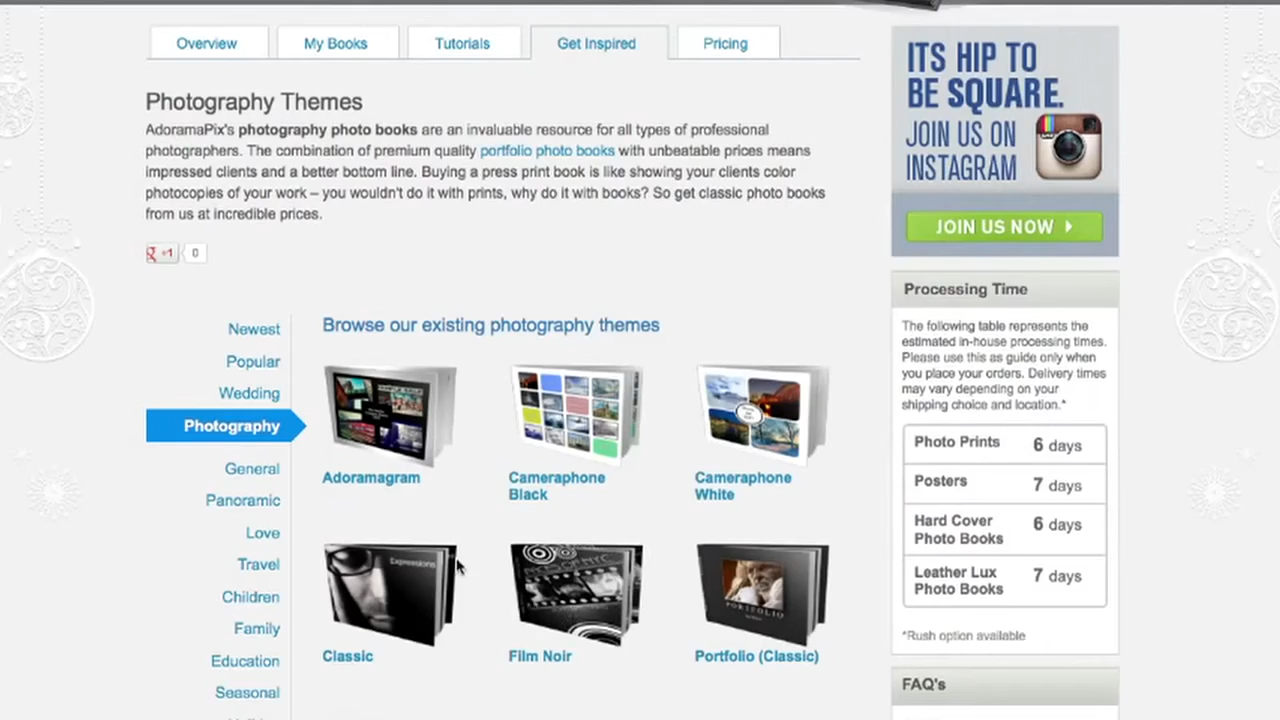 Overview
My Books
Tutorials
Get Inspired
Pricing
Photography Themes
AdoramaPix's photography photo books are an invaluable resource for all types of professional
photographers. The combination of premium quality portfolio photo books with unbeatable prices means
impressed clients and a better bottom line. Buying a press print book is like showing your clients color
photocopies of your work – you wouldn't do it with prints, why do it with books? So get classic photo books
from us at incredible prices.
g +1
0
Newest
Popular
Wedding
Photography
General
Panoramic
Love
Travel
Children
Family
Education
Seasonal
Browse our existing photography themes
Adoramagram
Cameraphone
Black
Cameraphone
White
Expressions
Classic
Film Noir
PORTFOLIO
Portfolio (Classic)
ITS HIP TO
BE SQUARE.
JOIN US ON
INSTAGRAM
JOIN US NOW
Processing Time
The following table represents the
estimated in-house processing times.
Please use this as guide only when
you place your orders. Delivery times
may vary depending on your
shipping choice and location.*
Photo Prints 6 days
Posters 7 days
Hard Cover
Photo Books 6 days
Leather Lux
Photo Books 7 days
*Rush option available
FAQ's